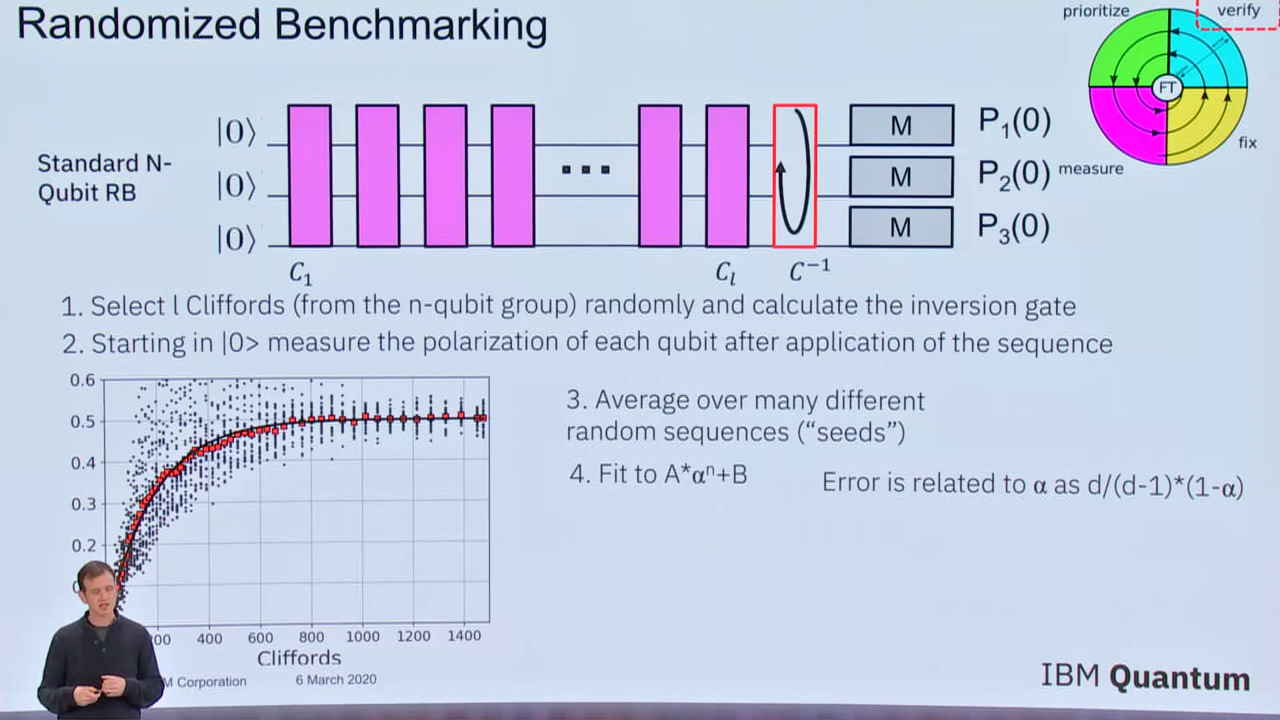 Randomized Benchmarking
prioritize
verify
FT
fix
measure
Standard N-
Qubit RB
|0⟩
|0⟩
|0⟩
...
M
M
M
P₁(0)
P₂(0)
P₃(0)
C₁
Cₗ
C⁻¹
1. Select l Cliffords (from the n-qubit group) randomly and calculate the inversion gate
2. Starting in |0> measure the polarization of each qubit after application of the sequence
0.6
0.5
0.4
0.3
0.2
400
600
800
1000
1200
1400
Cliffords
3. Average over many different
random sequences (“seeds”)
4. Fit to A*αⁿ+B
Error is related to α as d/(d-1)*(1-α)
Corporation
6 March 2020
IBM Quantum